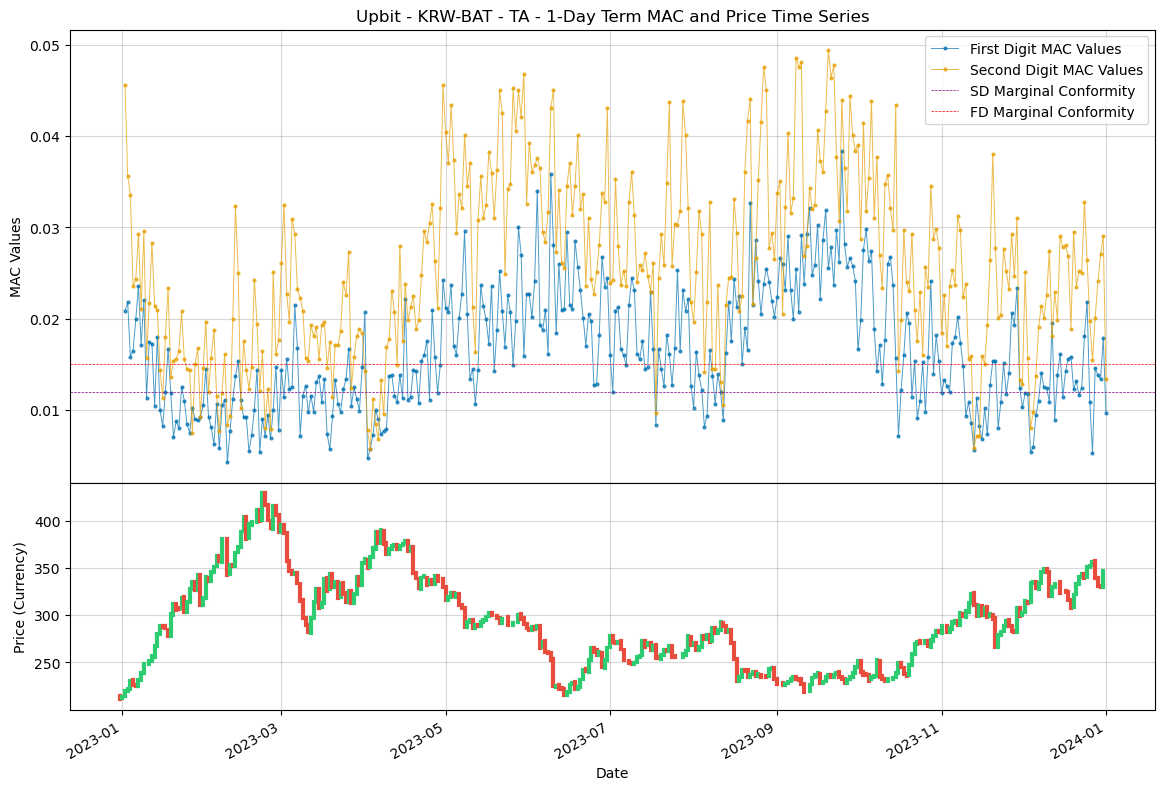 Upbit - KRW-BAT - TA - 1-Day Term MAC and Price Time Series
First Digit MAC Values
Second Digit MAC Values
SD Marginal Conformity
FD Marginal Conformity
MAC Values
0.05
0.04
0.03
0.02
0.01
Price (Currency)
400
350
300
250
2023-01
2023-03
2023-05
2023-07
2023-09
2023-11
2024-01
Date